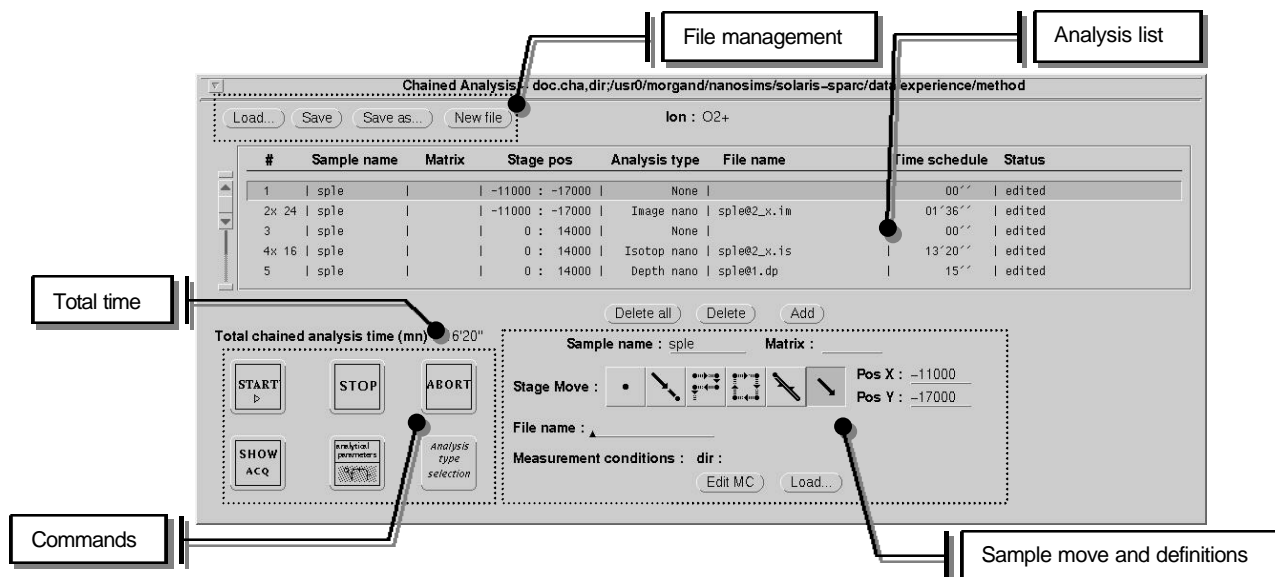 File management
Analysis list
Chained Analysis - doc.cha,dir;/usr0/morgand/nanosims/solaris-sparc/data/experience/method
Load... Save Save as... New file Ion : O2+
# Sample name Matrix Stage pos Analysis type File name Time schedule Status
1 | sple | | -11000 : -17000 | None | 00´´ | edited
2x 24 | sple | | -11000 : -17000 | Image nano | sple@2_x.im 01´36´´ | edited
3 | sple | | 0 : 14000 | None | 00´´ | edited
4x 16 | sple | | 0 : 14000 | Isotop nano | sple@2_x.is | 13´20´´ | edited
5 | sple | | 0 : 14000 | Depth nano | sple@1.dp | 15´´ | edited
Total time
Delete all Delete Add
Total chained analysis time (mn) 6'20"
Sample name : sple Matrix :
START STOP ABORT
Stage Move :
Pos X : -11000
Pos Y : -17000
File name :
SHOW ACQ
analytical parameters
Analysis type selection
Measurement conditions : dir :
Edit MC Load...
Commands
Sample move and definitions